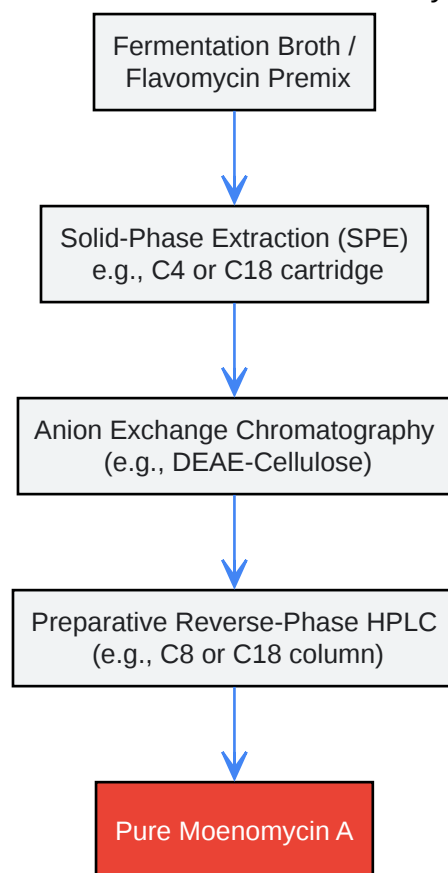 Fermentation Broth /
Flavomycin Premix
Solid-Phase Extraction (SPE)
e.g., C4 or C18 cartridge
Anion Exchange Chromatography
(e.g., DEAE-Cellulose)
Preparative Reverse-Phase HPLC
(e.g., C8 or C18 column)
Pure Moenomycin A